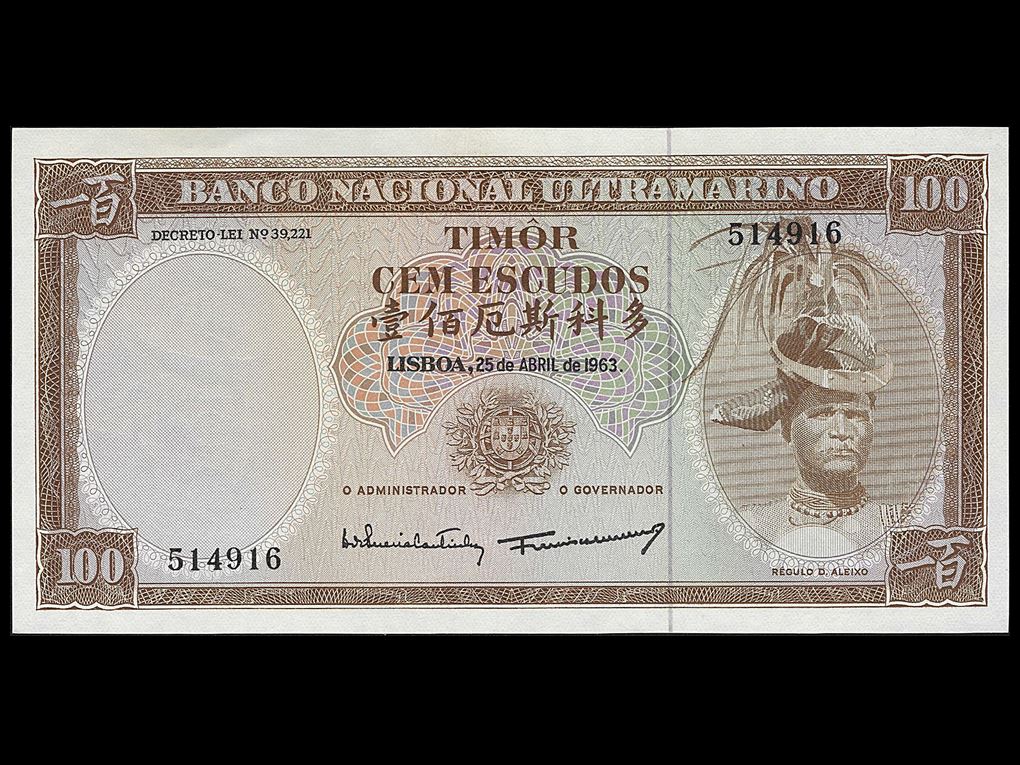 一百
BANCO NACIONAL ULTRAMARINO
100
DECRETO-LEI Nº 39,221
TIMÔR
514916
CEM ESCUDOS
壹佰厄斯科多
LISBOA, 25 de ABRIL de 1963.
O ADMINISTRADOR
O GOVERNADOR
100
514916
RÉGULO D. ALEIXO
一百